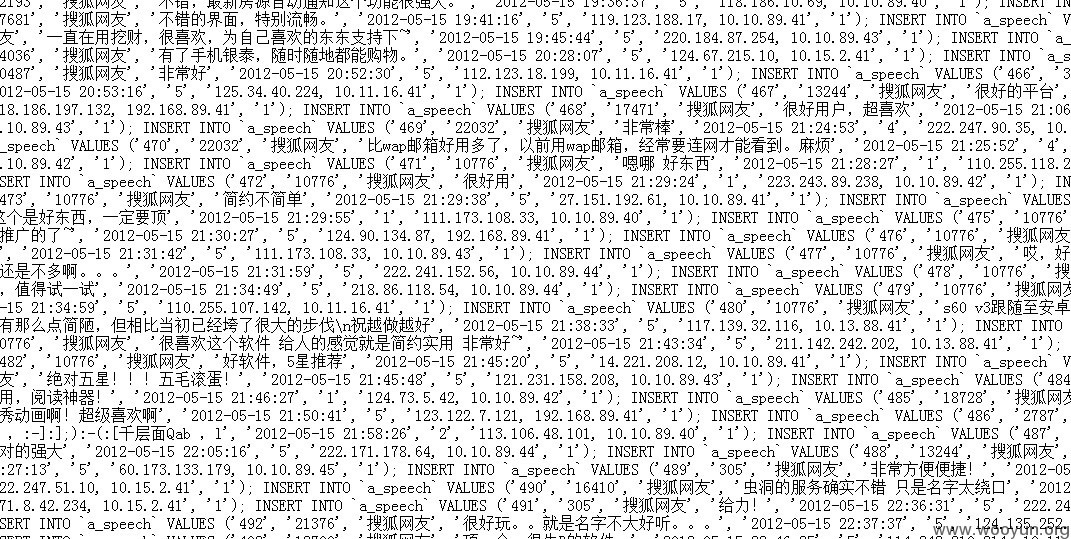 2193', '搜狐网友', '不错，最新房源自动通知这个功能很强大。', '2012-05-15 19:36:37', '5', '118.186.10.69, 10.10.89.40', '1'); INSERT IN
7681', '搜狐网友', '不错的界面，特别流畅。', '2012-05-15 19:41:16', '5', '119.123.188.17, 10.10.89.41', '1'); INSERT INTO `a_speech` V
友', '一直在用挖财，很喜欢，为自己喜欢的东东支持下~', '2012-05-15 19:45:44', '5', '220.184.87.254, 10.10.89.43', '1'); INSERT INTO `a_
4036', '搜狐网友', '有了手机银泰，随时随地都能购物。', '2012-05-15 20:28:07', '5', '124.67.215.10, 10.15.2.41', '1'); INSERT INTO `a_s
0487', '搜狐网友', '非常好', '2012-05-15 20:52:30', '5', '112.123.18.199, 10.11.16.41', '1'); INSERT INTO `a_speech` VALUES ('466', '3
012-05-15 20:53:16', '5', '125.34.40.224, 10.11.16.41', '1'); INSERT INTO `a_speech` VALUES ('467', '13244', '搜狐网友', '很好的平台',
18.186.197.132, 192.168.89.41', '1'); INSERT INTO `a_speech` VALUES ('468', '17471', '搜狐网友', '很好用户，超喜欢', '2012-05-15 21:06
10.10.89.43', '1'); INSERT INTO `a_speech` VALUES ('469', '22032', '搜狐网友', '非常棒', '2012-05-15 21:24:53', '4', '222.247.90.35, 10.
_speech` VALUES ('470', '22032', '搜狐网友', '比wap邮箱好用多了，以前用wap邮箱，经常要连网才能看到。麻烦', '2012-05-15 21:25:52', '4',
.10.89.42', '1'); INSERT INTO `a_speech` VALUES ('471', '10776', '搜狐网友', '嗯哪 好东西', '2012-05-15 21:28:27', '1', '110.255.118.2
SERT INTO `a_speech` VALUES ('472', '10776', '搜狐网友', '很好用', '2012-05-15 21:29:24', '1', '223.243.89.238, 10.10.89.42', '1'); IN
473', '10776', '搜狐网友', '简约不简单', '2012-05-15 21:29:38', '5', '27.151.192.61, 10.10.89.41', '1'); INSERT INTO `a_speech` VALUES
这个是好东西，一定要顶', '2012-05-15 21:29:55', '1', '111.173.108.33, 10.10.89.40', '1'); INSERT INTO `a_speech` VALUES ('475', '10776'
推广的了~', '2012-05-15 21:30:27', '5', '124.90.134.87, 192.168.89.41', '1'); INSERT INTO `a_speech` VALUES ('476', '10776', '搜狐网友
', '2012-05-15 21:31:42', '5', '111.173.108.33, 10.10.89.43', '1'); INSERT INTO `a_speech` VALUES ('477', '10776', '搜狐网友', '哎，好
还是不多啊。。。', '2012-05-15 21:31:59', '5', '222.241.152.56, 10.10.89.44', '1'); INSERT INTO `a_speech` VALUES ('478', '10776', '搜
，值得试一试', '2012-05-15 21:34:49', '5', '218.86.118.54, 10.10.89.44', '1'); INSERT INTO `a_speech` VALUES ('479', '10776', '搜狐网友
-15 21:34:59', '5', '110.255.107.142, 10.11.16.41', '1'); INSERT INTO `a_speech` VALUES ('480', '10776', '搜狐网友', 's60 v3跟随至安卓
有那么点简陋，但相比当初已经垮了很大的步伐\n祝越做越好', '2012-05-15 21:38:33', '5', '117.139.32.116, 10.13.88.41', '1'); INSERT INTO
0776', '搜狐网友', '很喜欢这个软件 给人的感觉就是简约实用 非常好~', '2012-05-15 21:43:34', '5', '211.142.242.202, 10.13.88.41', '1');
482', '10776', '搜狐网友', '好软件，5星推荐', '2012-05-15 21:45:20', '5', '14.221.208.12, 10.10.89.41', '1'); INSERT INTO `a_speech` V
友', '绝对五星！！！五毛滚蛋！', '2012-05-15 21:45:48', '5', '121.231.158.208, 10.10.89.43', '1'); INSERT INTO `a_speech` VALUES ('484
用，阅读神器！', '2012-05-15 21:46:27', '1', '124.73.5.42, 10.10.89.42', '1'); INSERT INTO `a_speech` VALUES ('485', '18728', '搜狐网友
秀动画啊！超级喜欢啊', '2012-05-15 21:50:41', '5', '123.122.7.121, 192.168.89.41', '1'); INSERT INTO `a_speech` VALUES ('486', '2787',
，:-]:];):-(:[千层面Qab ，l', '2012-05-15 21:58:26', '2', '113.106.48.101, 10.10.89.40', '1'); INSERT INTO `a_speech` VALUES ('487',
对的强大', '2012-05-15 22:05:16', '5', '222.171.178.64, 10.10.89.44', '1'); INSERT INTO `a_speech` VALUES ('488', '13244', '搜狐网友',
:27:13', '5', '60.173.133.179, 10.10.89.45', '1'); INSERT INTO `a_speech` VALUES ('489', '305', '搜狐网友', '非常方便便捷！', '2012-05
22.247.51.10, 10.15.2.41', '1'); INSERT INTO `a_speech` VALUES ('490', '16410', '搜狐网友', '虫洞的服务确实不错 只是名字太绕口', '2012
71.8.42.234, 10.15.2.41', '1'); INSERT INTO `a_speech` VALUES ('491', '305', '搜狐网友', '给力！', '2012-05-15 22:36:31', '5', '222.24
SERT INTO `a_speech` VALUES ('492', '21376', '搜狐网友', '很好玩。。就是名字不大好听。。。', '2012-05-15 22:37:37', '5', '124.135.252.
www.wooyun.org